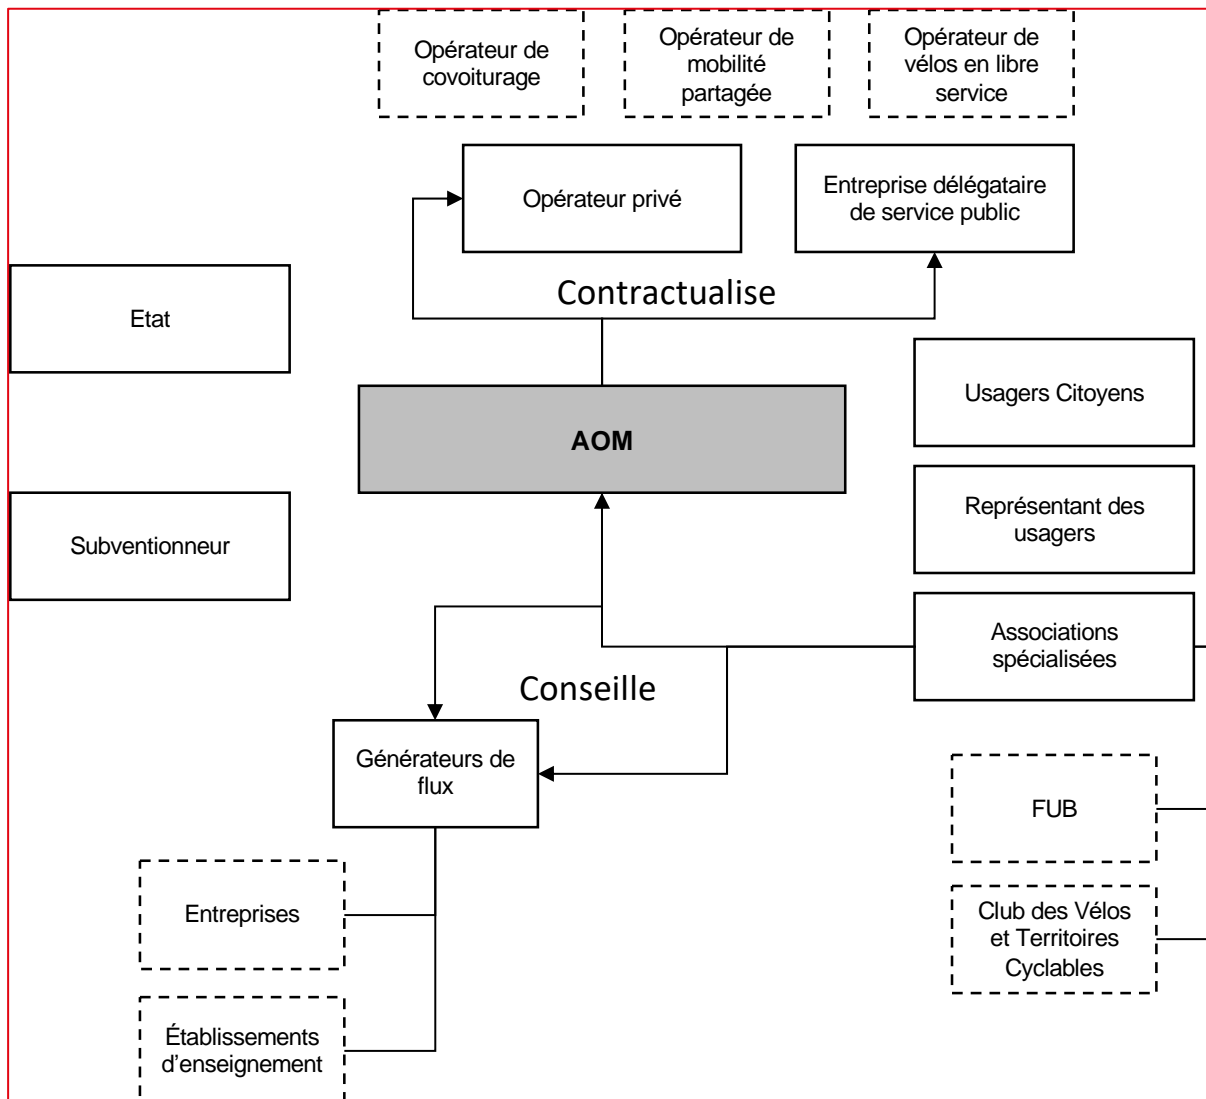 Opérateur de
covoiturage
Opérateur de
mobilité
partagée
Opérateur de
vélos en libre
service
Opérateur privé
Entreprise délégataire
de service public
Etat
Contractualise
Usagers Citoyens
AOM
Subventionneur
Représentant des
usagers
Associations
spécialisées
Conseille
Générateurs de
flux
FUB
Entreprises
Club des Vélos
et Territoires
Cyclables
Établissements
d’enseignement